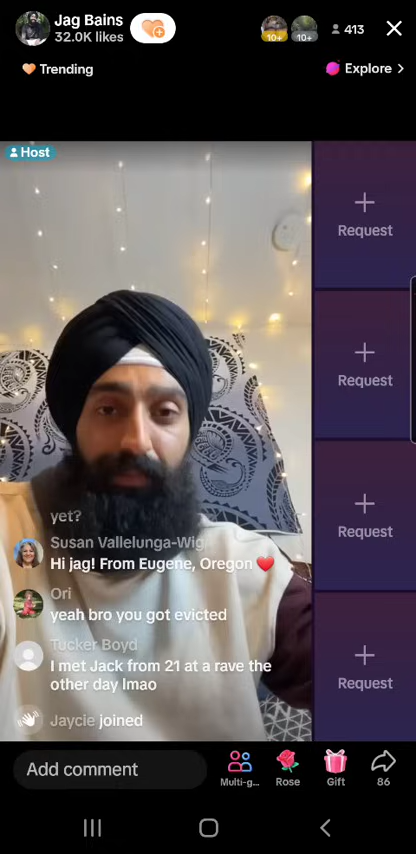 Jag Bains
32.0K likes
10+
10+
413
Trending
Explore >
Host
Request
Request
Request
Request
yet?
Susan Vallelunga-Wig
Hi jag! From Eugene, Oregon ❤️
Ori
yeah bro you got evicted
Tucker Boyd
I met Jack from 21 at a rave the
other day lmao
Jaycie joined
Add comment
Multi-g...
Rose
Gift
86